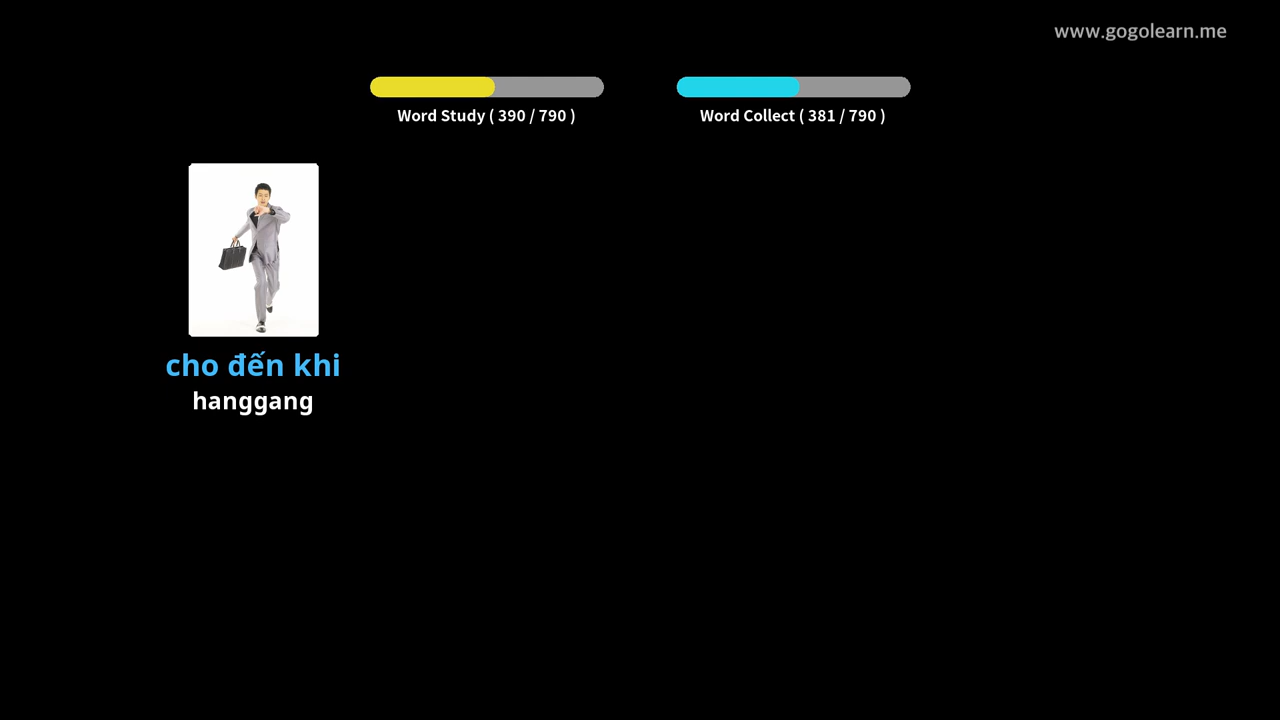 www.gogolearn.me
Word Study ( 390 / 790 )
Word Collect ( 381 / 790 )
cho đến khi
hanggang